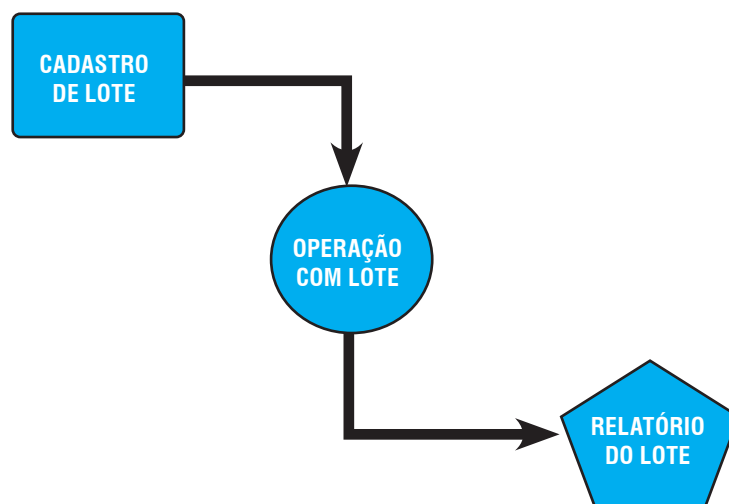 CADASTRO
DE LOTE
OPERAÇÃO
COM LOTE
RELATÓRIO
DO LOTE